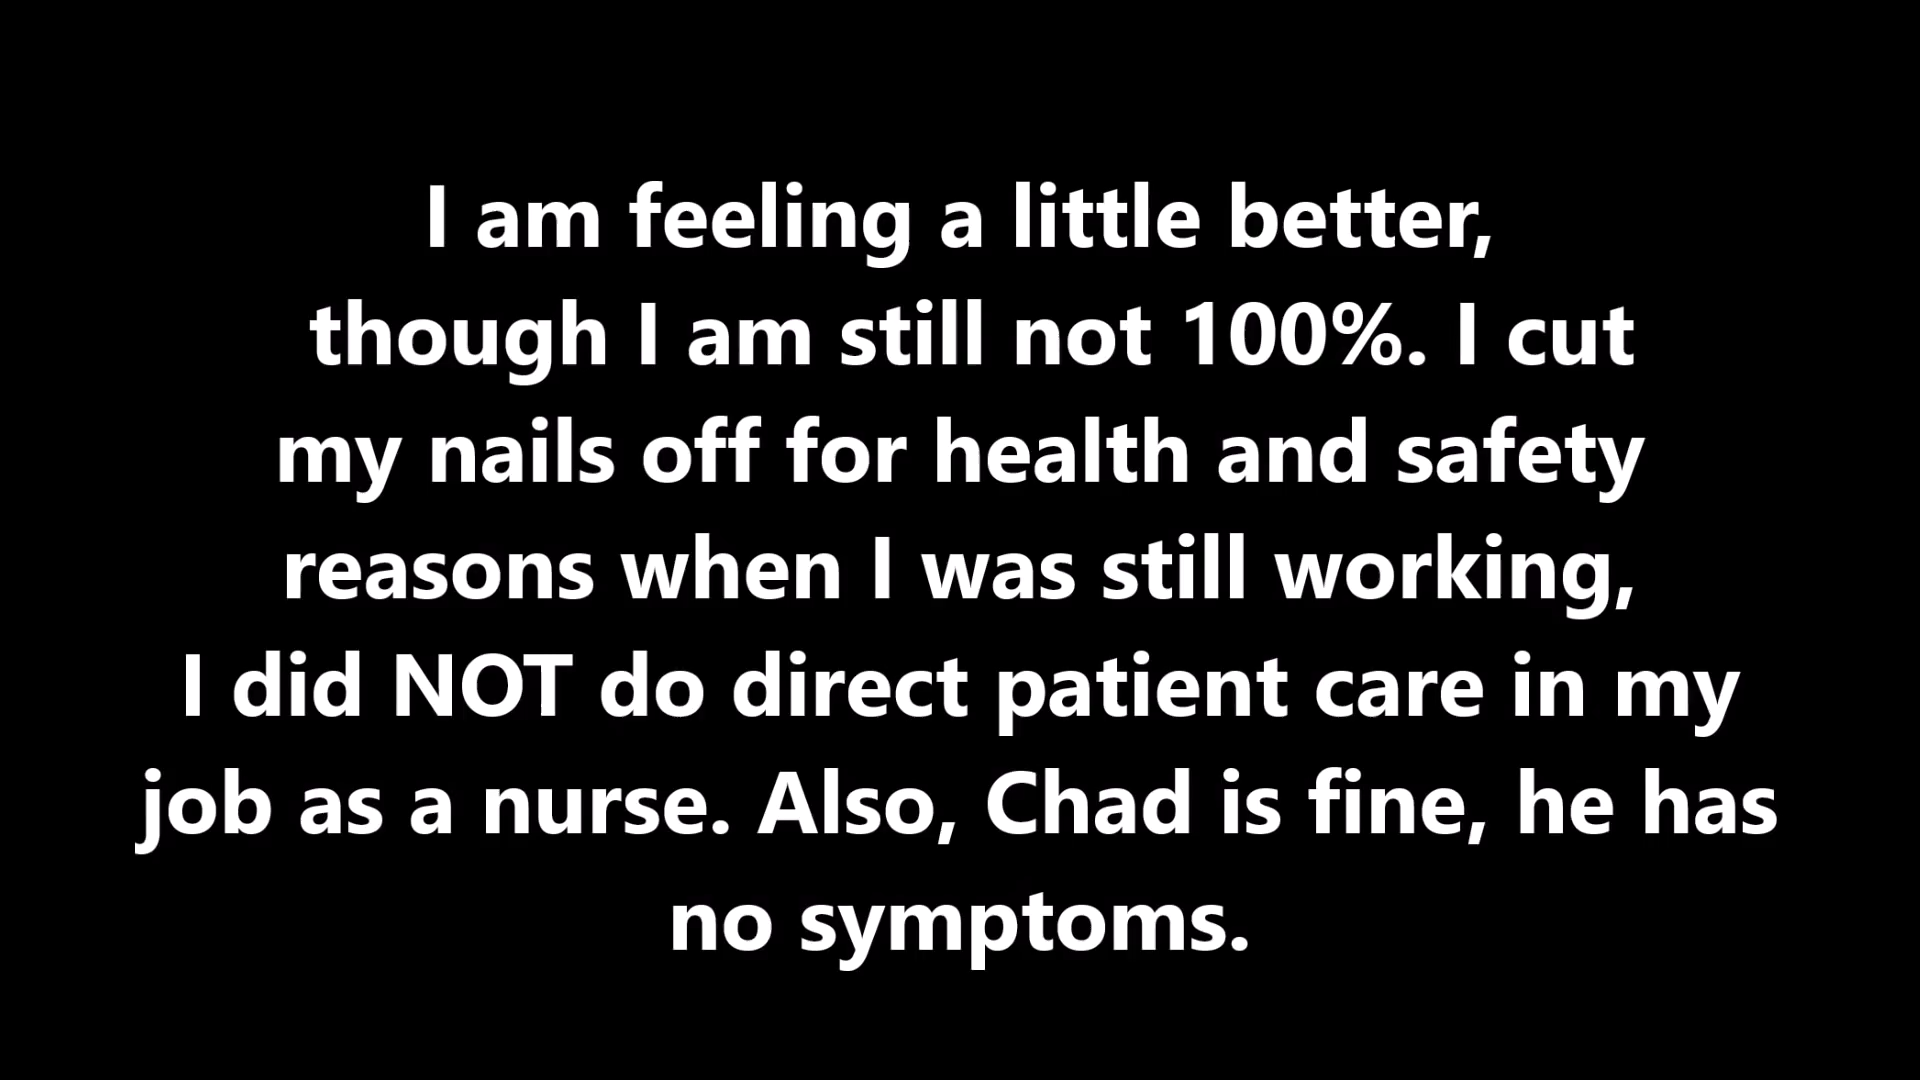 I am feeling a little better,
though I am still not 100%. I cut
my nails off for health and safety
reasons when I was still working,
I did NOT do direct patient care in my
job as a nurse. Also, Chad is fine, he has
no symptoms.